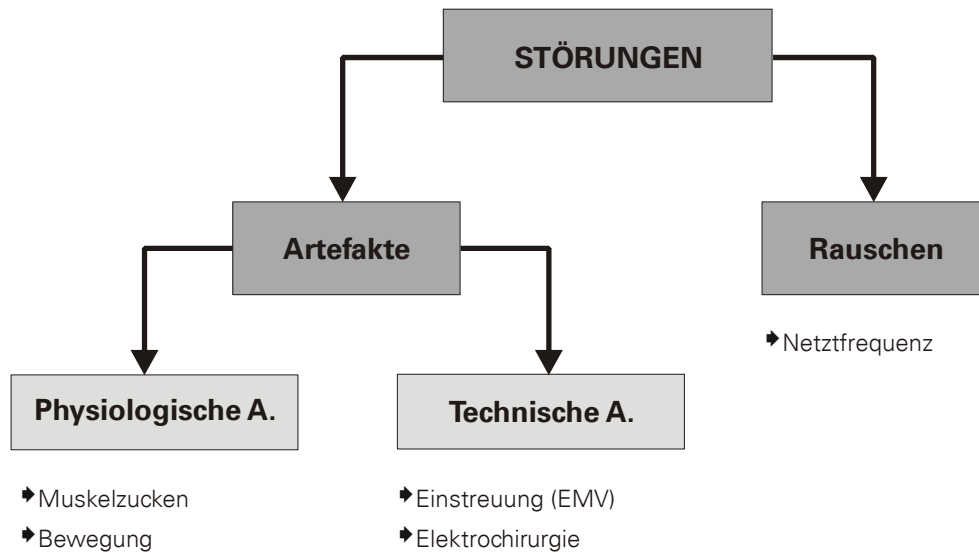 STÖRUNGEN
Artefakte
Rauschen
Netztfrequenz
Physiologische A.
Technische A.
Muskelzucken
Bewegung
Einstreuung (EMV)
Elektrochirurgie